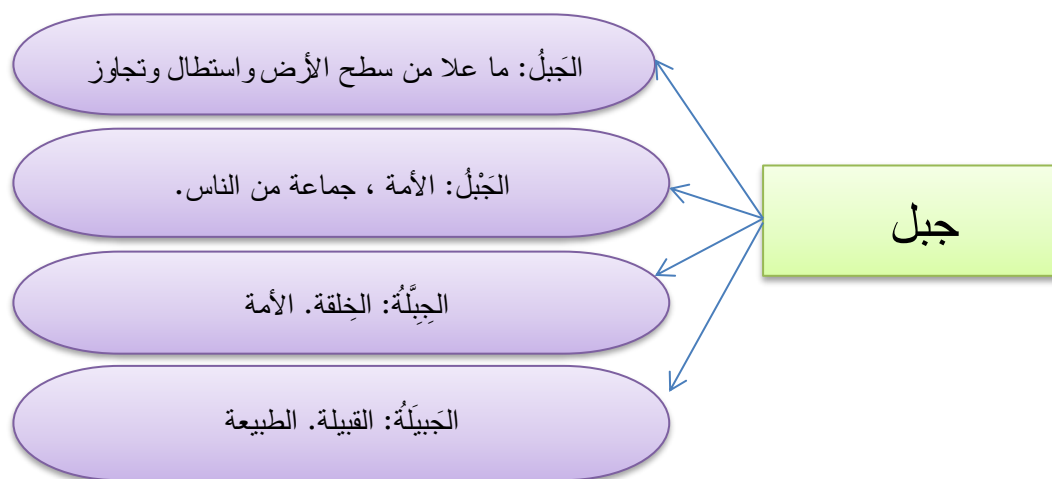 جبل
الجَبلُ: ما علا من سطح الأرض واستطال وتجاوز
الجَبْلُ: الأمة ، جماعة من الناس.
الجِبِلَّةُ: الخِلقة. الأمة
الجَبيَلَةُ: القبيلة. الطبيعة